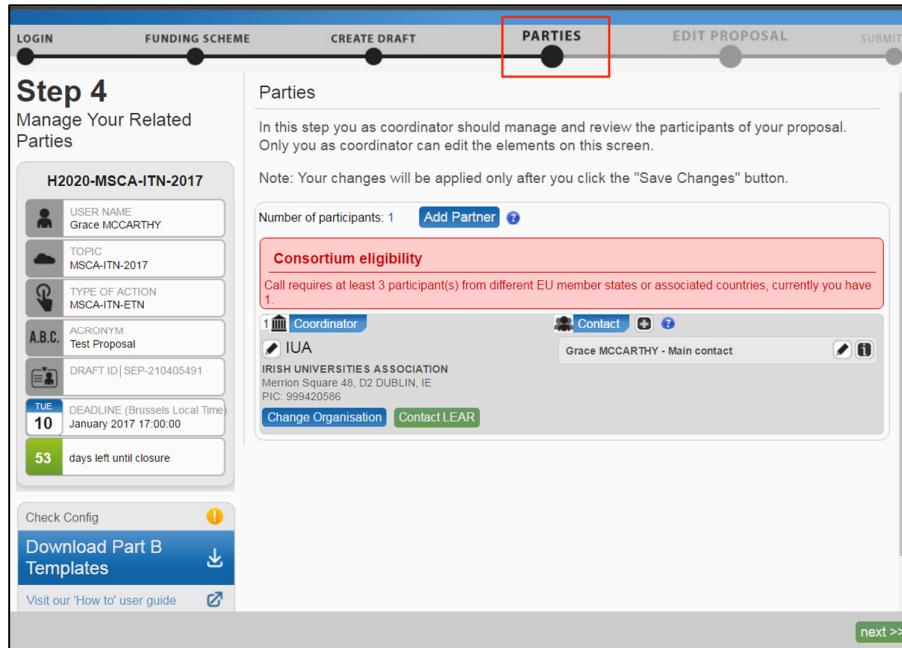 LOGIN
FUNDING SCHEME
CREATE DRAFT
PARTIES
EDIT PROPOSAL
SUBMIT
Step 4
Manage Your Related
Parties
H2020-MSCA-ITN-2017
USER NAME
Grace MCCARTHY
TOPIC
MSCA-ITN-2017
TYPE OF ACTION
MSCA-ITN-ETN
A.B.C.
ACRONYM
Test Proposal
DRAFT ID| SEP-210405491
TUE
10
DEADLINE (Brussels Local Time)
January 2017 17:00:00
53
days left until closure
Check Config
Download Part B
Templates
Visit our 'How to' user guide
Parties
In this step you as coordinator should manage and review the participants of your proposal.
Only you as coordinator can edit the elements on this screen.
Note: Your changes will be applied only after you click the "Save Changes" button.
Number of participants: 1
Add Partner
Consortium eligibility
Call requires at least 3 participant(s) from different EU member states or associated countries, currently you have
1.
1 Coordinator
IUA
IRISH UNIVERSITIES ASSOCIATION
Merrion Square 48, D2 DUBLIN, IE
PIC: 999420586
Change Organisation
Contact LEAR
Contact
Grace MCCARTHY - Main contact
next >>